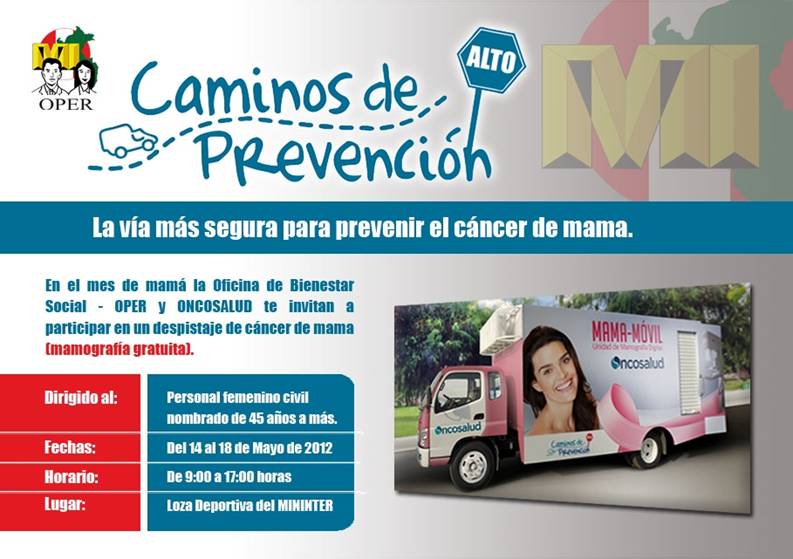 MI
OPER
Caminos de
Prevención
ALTO
MI
La vía más segura para prevenir el cáncer de mama.
En el mes de mamá la Oficina de Bienestar
Social - OPER y ONCOSALUD te invitan a
participar en un despistaje de cáncer de mama
(mamografía gratuita).
Dirigido al: Personal femenino civil
nombrado de 45 años a más.
Fechas: Del 14 al 18 de Mayo de 2012
Horario: De 9:00 a 17:00 horas
Lugar: Loza Deportiva del MININTER
MAMA-MÓVIL
Unidad de Mamografía Digital
Oncosalud
Oncosalud
Caminos de
Prevención